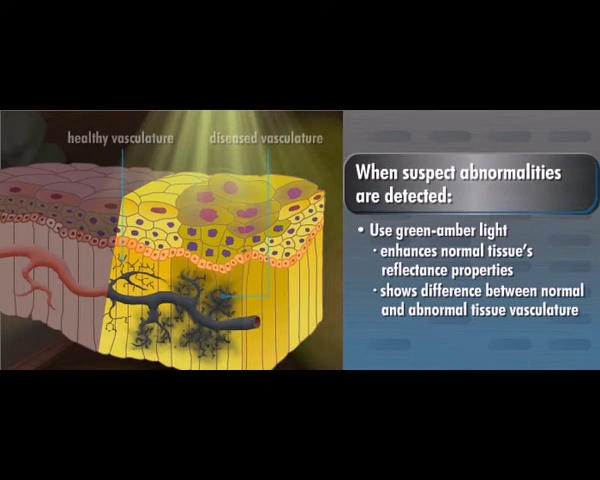 healthy vasculature
diseased vasculature
When suspect abnormalities
are detected:
• Use green-amber light
· enhances normal tissue's
reflectance properties
· shows difference between normal
and abnormal tissue vasculature